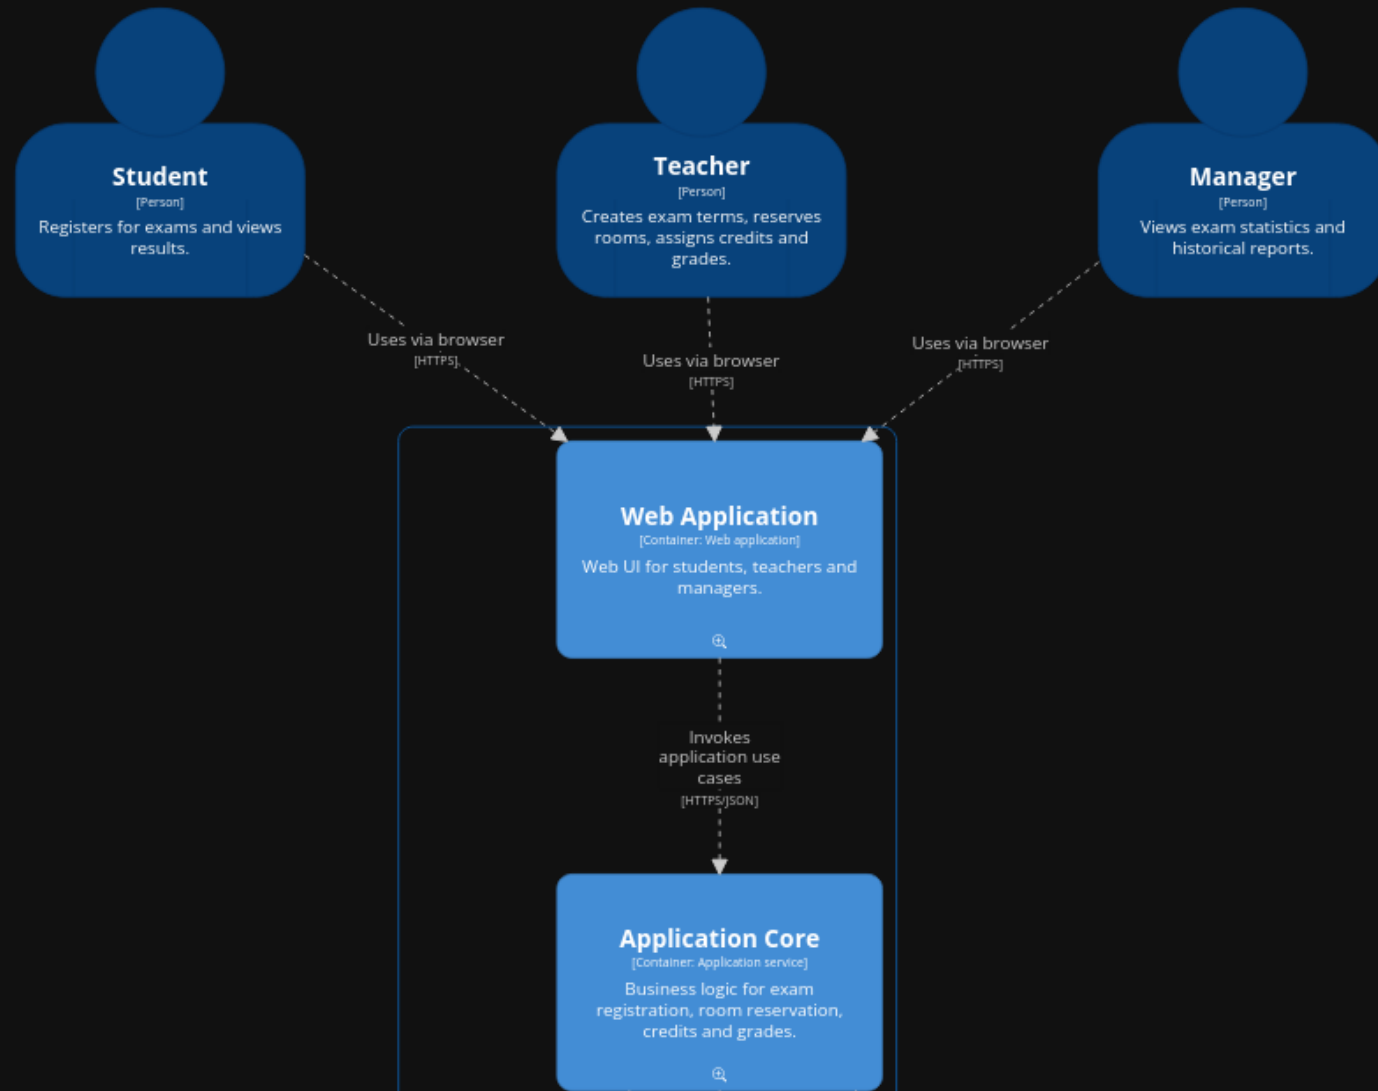 Student
[Person]
Registers for exams and views
results.
Teacher
[Person]
Creates exam terms, reserves
rooms, assigns credits and
grades.
Manager
[Person]
Views exam statistics and
historical reports.
Uses via browser
[HTTPS]
Uses via browser
[HTTPS]
Uses via browser
[HTTPS]
Web Application
[Container: Web application]
Web UI for students, teachers and
managers.
Invokes
application use
cases
[HTTPS/JSON]
Application Core
[Container: Application service]
Business logic for exam
registration, room reservation,
credits and grades.